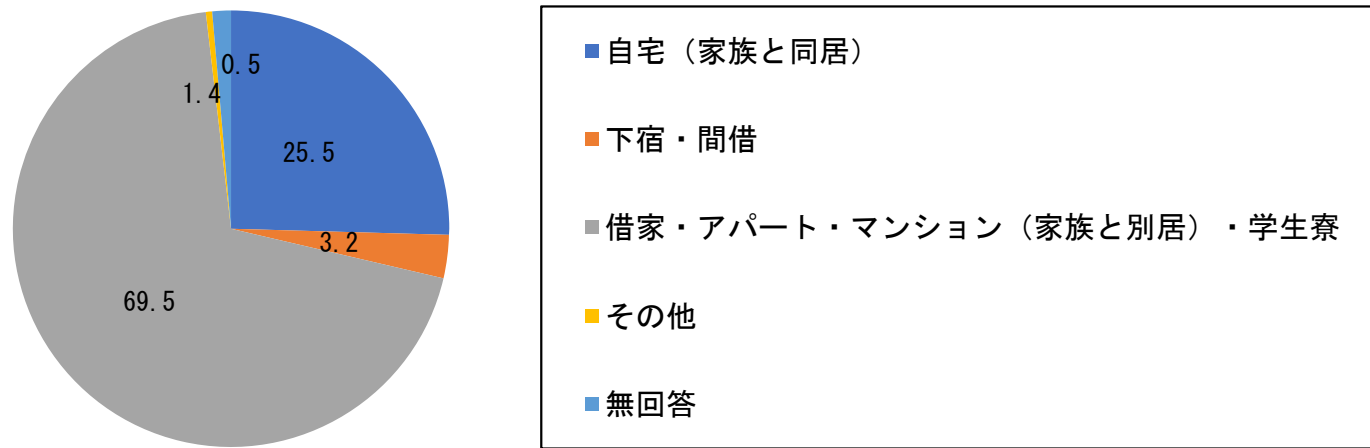 0.5
1.4
25.5
3.2
69.5
自宅（家族と同居）
下宿・間借
借家・アパート・マンション（家族と別居）・学生寮
その他
無回答